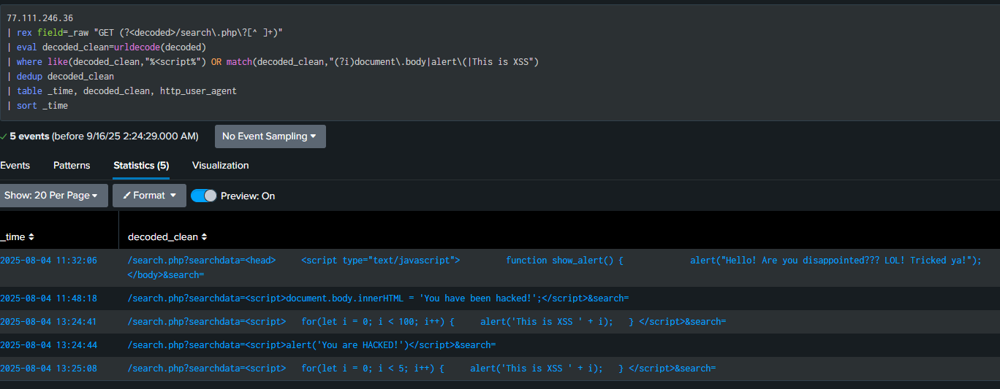 77.111.246.36
| rex field=_raw "GET (?<decoded>/search\.php\?[^ ]+)"
| eval decoded_clean=urldecode(decoded)
| where like(decoded_clean,"%<script%") OR match(decoded_clean,"(?i)document\.body|alert\(|This is XSS")
| dedup decoded_clean
| table _time, decoded_clean, http_user_agent
| sort _time
5 events (before 9/16/25 2:24:29.000 AM) No Event Sampling
Events Patterns Statistics (5) Visualization
Show: 20 Per Page Format Preview: On
_time decoded_clean
2025-08-04 11:32:06 /search.php?searchdata=<head> <script type="text/javascript"> function show_alert() { alert("Hello! Are you disappointed??? LOL! Tricked ya!");
</body>&search=
2025-08-04 11:48:18 /search.php?searchdata=<script>document.body.innerHTML = 'You have been hacked!';</script>&search=
2025-08-04 13:24:41 /search.php?searchdata=<script> for(let i = 0; i < 100; i++) { alert('This is XSS ' + i); } </script>&search=
2025-08-04 13:24:44 /search.php?searchdata=<script>alert('You are HACKED!')</script>&search=
2025-08-04 13:25:08 /search.php?searchdata=<script> for(let i = 0; i < 5; i++) { alert('This is XSS ' + i); } </script>&search=